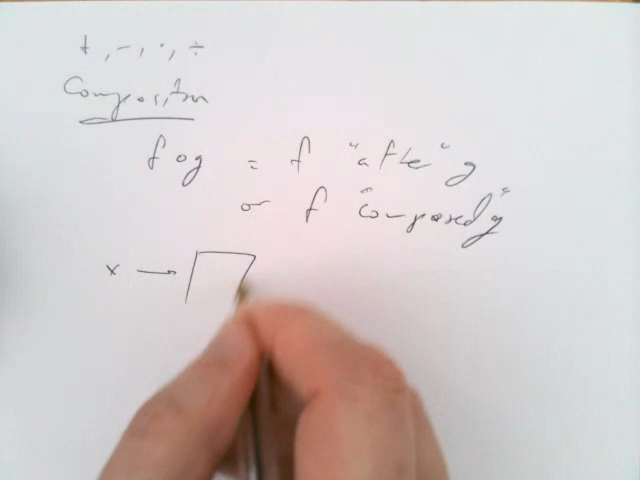 +, -, ·, ÷
Composition
f o g = f "after" g
or f "composed" g
x →